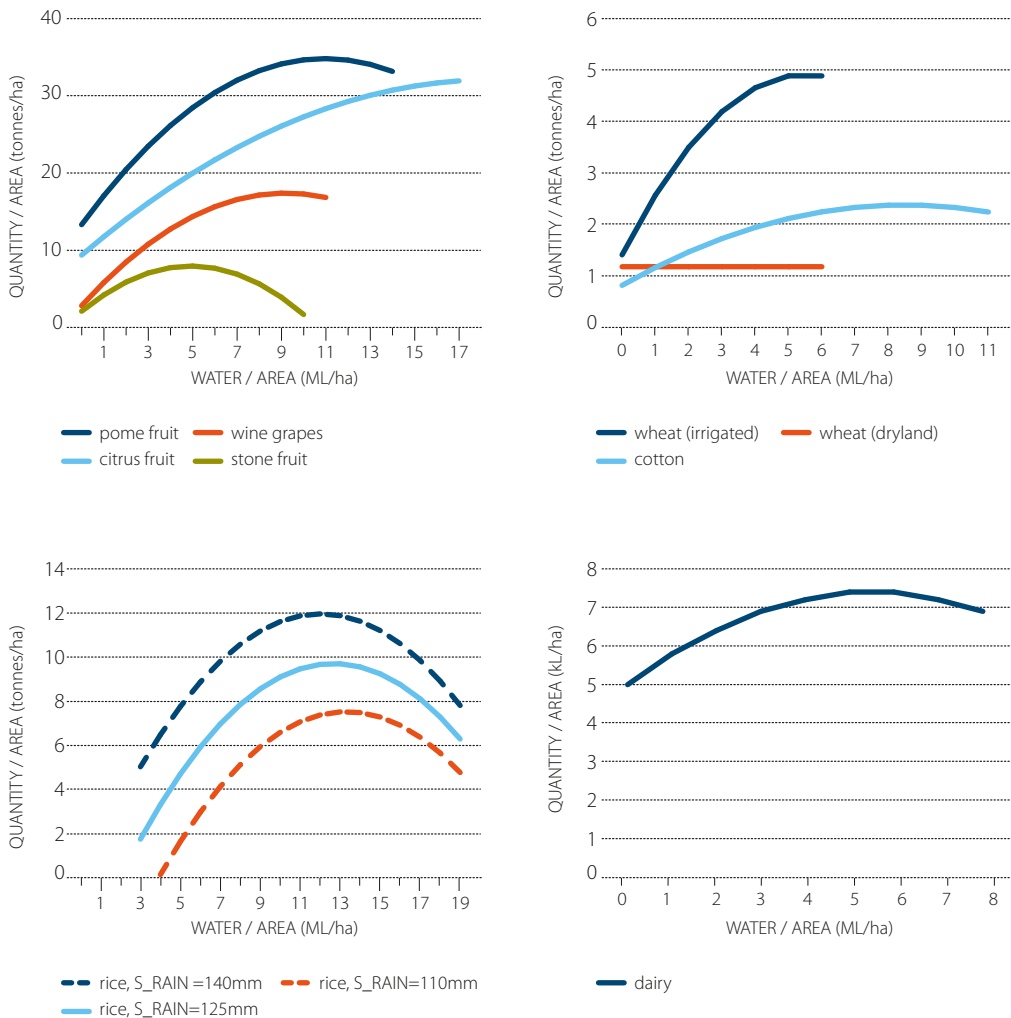 QUANTITY / AREA (tonnes/ha)
40
30
20
10
0
1 3 5 7 9 11 13 15 17
WATER / AREA (ML/ha)
pome fruit wine grapes
citrus fruit stone fruit
QUANTITY / AREA (tonnes/ha)
6
5
4
3
2
1
0
0 1 2 3 4 5 6 7 8 9 10 11
WATER / AREA (ML/ha)
wheat (irrigated) wheat (dryland)
cotton
QUANTITY / AREA (tonnes/ha)
14
12
10
8
6
4
2
0
1 3 5 7 9 11 13 15 17 19
WATER / AREA (ML/ha)
rice, S_RAIN =140mm rice, S_RAIN=110mm
rice, S_RAIN=125mm
QUANTITY / AREA (kL/ha)
8
7
6
5
4
3
2
1
0
0 1 2 3 4 5 6 7 8
WATER / AREA (ML/ha)
dairy